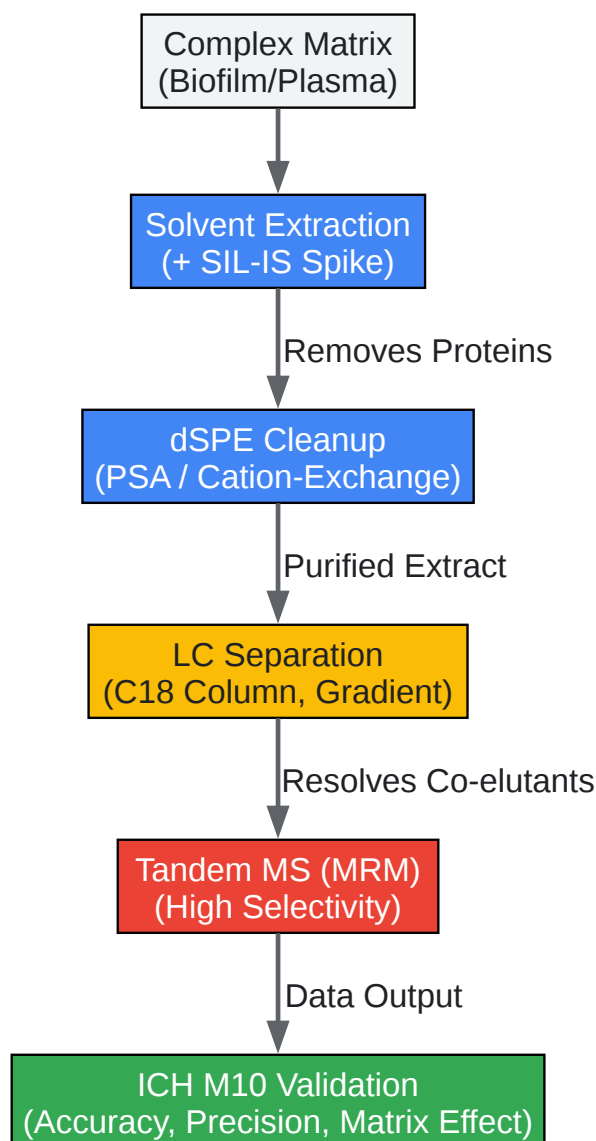 Complex Matrix
(Biofilm/Plasma)
Solvent Extraction
(+ SIL-IS Spike)
Removes Proteins
dSPE Cleanup
(PSA / Cation-Exchange)
Purified Extract
LC Separation
(C18 Column, Gradient)
Resolves Co-elutants
Tandem MS (MRM)
(High Selectivity)
Data Output
ICH M10 Validation
(Accuracy, Precision, Matrix Effect)